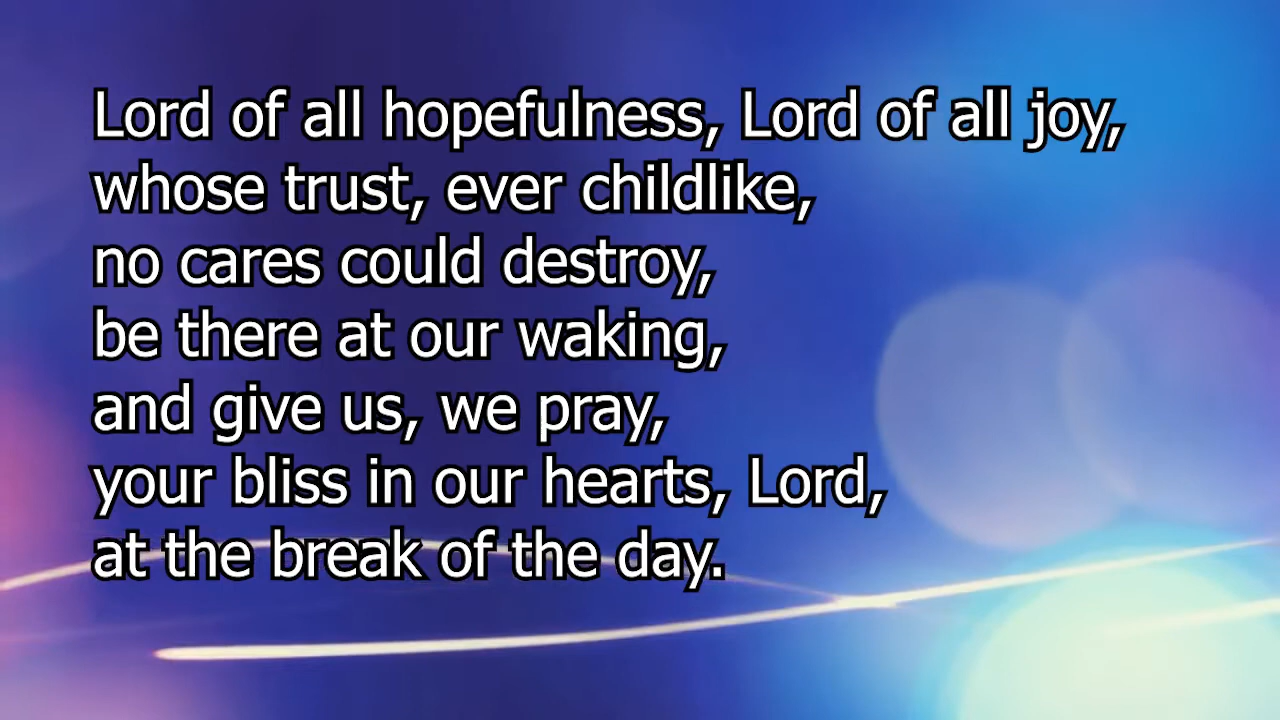 Lord of all hopefulness, Lord of all joy,
whose trust, ever childlike,
no cares could destroy,
be there at our waking,
and give us, we pray,
your bliss in our hearts, Lord,
at the break of the day.